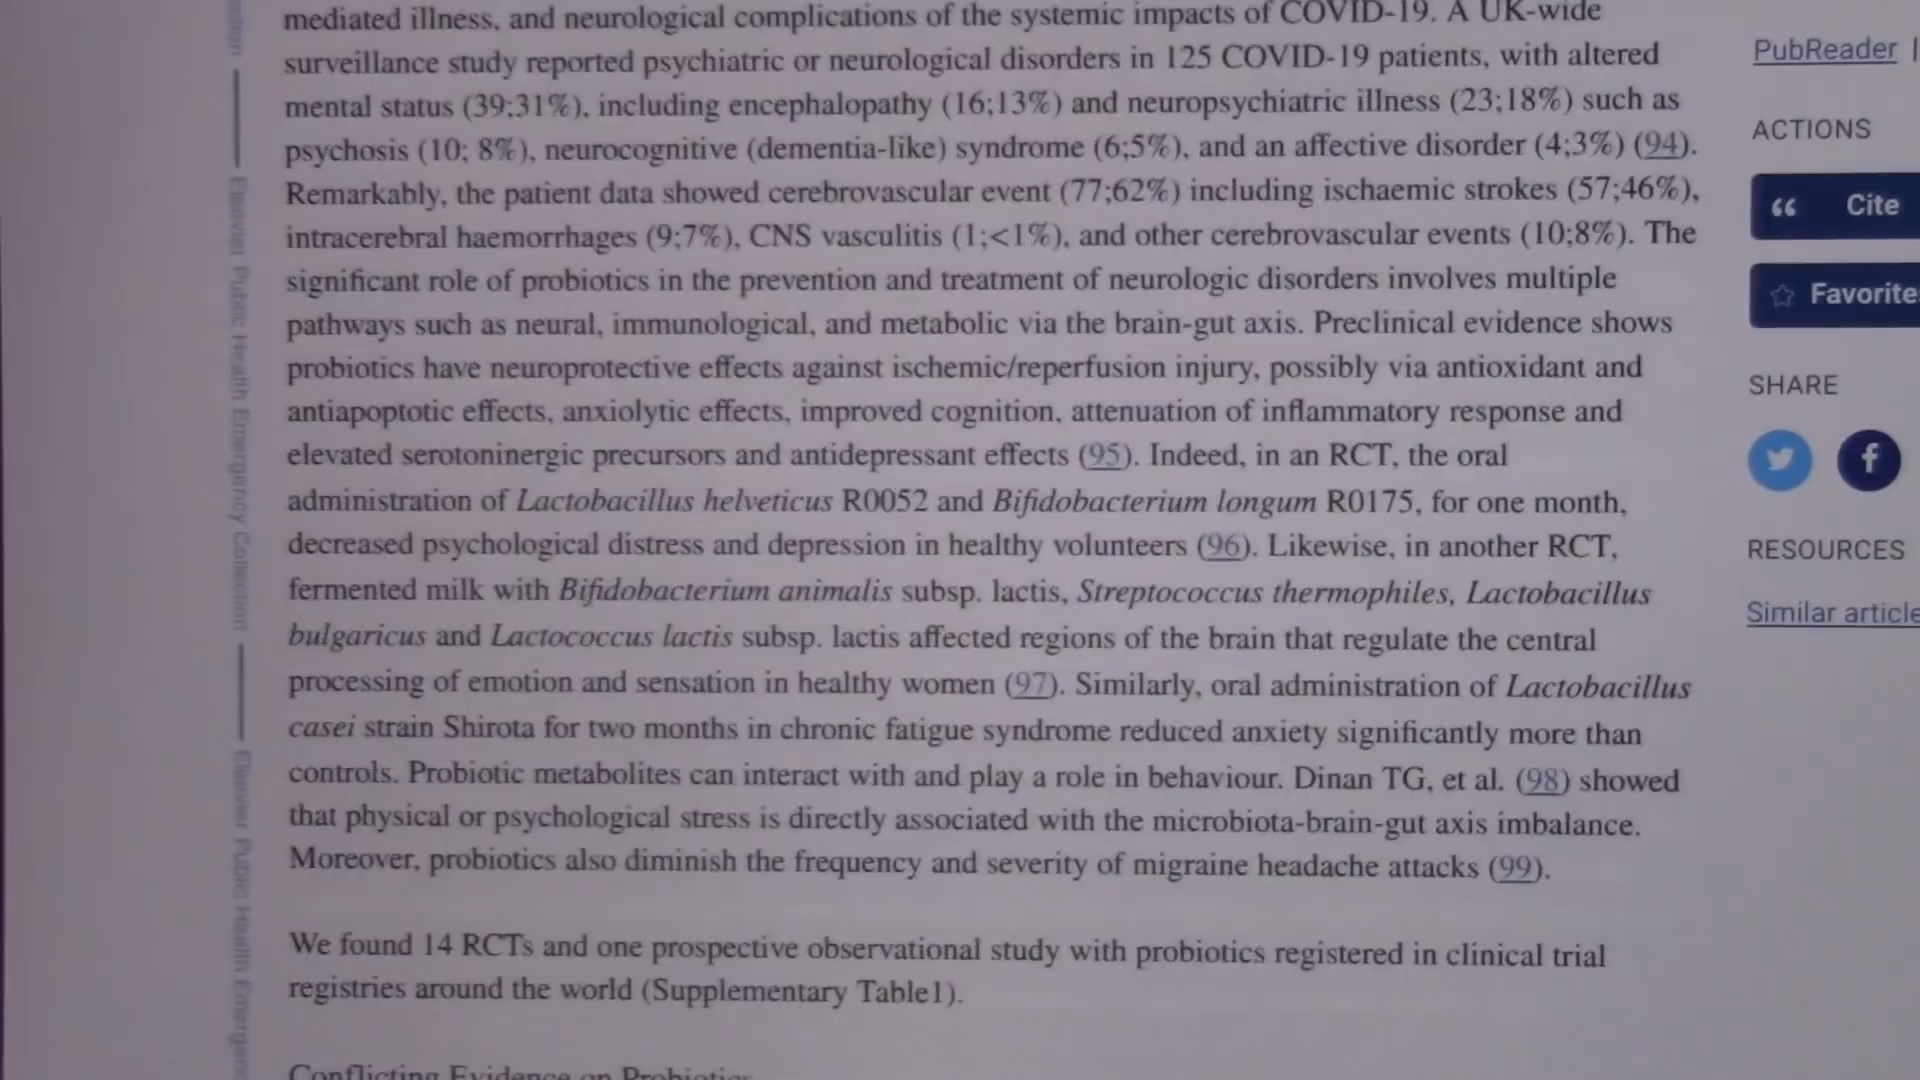 mediated illness, and neurological complications of the systemic impacts of COVID-19. A UK-wide
surveillance study reported psychiatric or neurological disorders in 125 COVID-19 patients, with altered
mental status (39;31%), including encephalopathy (16;13%) and neuropsychiatric illness (23;18%) such as
psychosis (10; 8%), neurocognitive (dementia-like) syndrome (6;5%), and an affective disorder (4;3%) (94).
Remarkably, the patient data showed cerebrovascular event (77;62%) including ischaemic strokes (57;46%),
intracerebral haemorrhages (9;7%), CNS vasculitis (1;<1%), and other cerebrovascular events (10;8%). The
significant role of probiotics in the prevention and treatment of neurologic disorders involves multiple
pathways such as neural, immunological, and metabolic via the brain-gut axis. Preclinical evidence shows
probiotics have neuroprotective effects against ischemic/reperfusion injury, possibly via antioxidant and
antiapoptotic effects, anxiolytic effects, improved cognition, attenuation of inflammatory response and
elevated serotoninergic precursors and antidepressant effects (95). Indeed, in an RCT, the oral
administration of Lactobacillus helveticus R0052 and Bifidobacterium longum R0175, for one month,
decreased psychological distress and depression in healthy volunteers (96). Likewise, in another RCT,
fermented milk with Bifidobacterium animalis subsp. lactis, Streptococcus thermophiles, Lactobacillus
bulgaricus and Lactococcus lactis subsp. lactis affected regions of the brain that regulate the central
processing of emotion and sensation in healthy women (97). Similarly, oral administration of Lactobacillus
casei strain Shirota for two months in chronic fatigue syndrome reduced anxiety significantly more than
controls. Probiotic metabolites can interact with and play a role in behaviour. Dinan TG, et al. (98) showed
that physical or psychological stress is directly associated with the microbiota-brain-gut axis imbalance.
Moreover, probiotics also diminish the frequency and severity of migraine headache attacks (99).
We found 14 RCTs and one prospective observational study with probiotics registered in clinical trial
registries around the world (Supplementary Table1).
Conflicting Evidence on Probiotics
Elsevier Public Health Emergency Collection
Elsevier Public Health Emergenc
PubReader |
ACTIONS
Cite
Favorite
SHARE
RESOURCES
Similar article